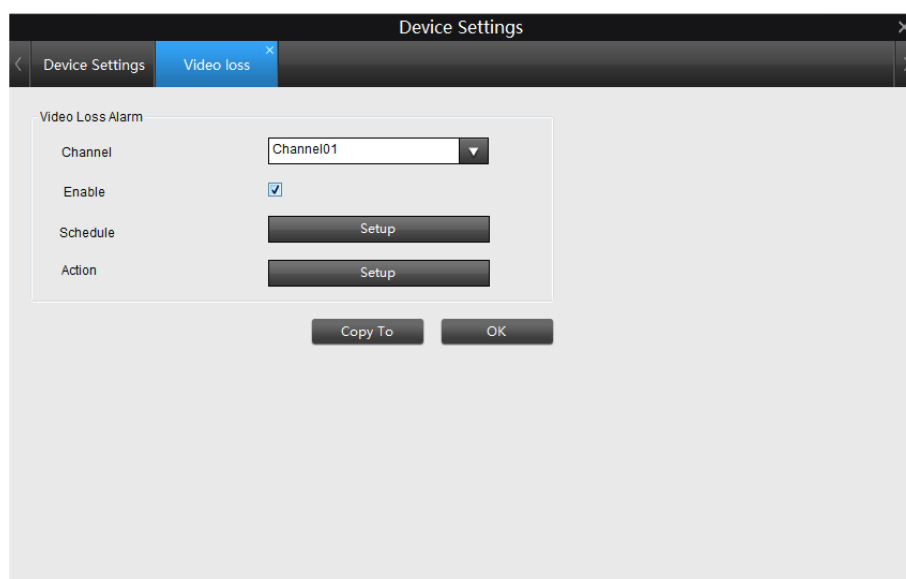 Device Settings
Device Settings Video loss
Video Loss Alarm
Channel Channel01
Enable
Schedule Setup
Action Setup
Copy To OK